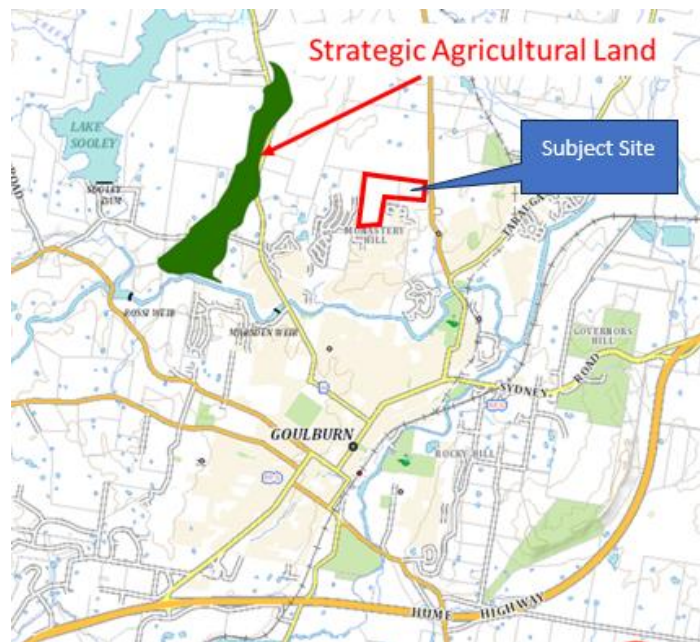 Strategic Agricultural Land
Subject Site
LAKE
SOOLEY
SOOLEY
DAM
ROAD
MONASTERY
HILL
ROSSI WEIR
MARSDEN WEIR
GOVERNORS
HILL
SYDNEY
ROAD
GOULBURN
ROCKY HILL
HUME HIGHWAY